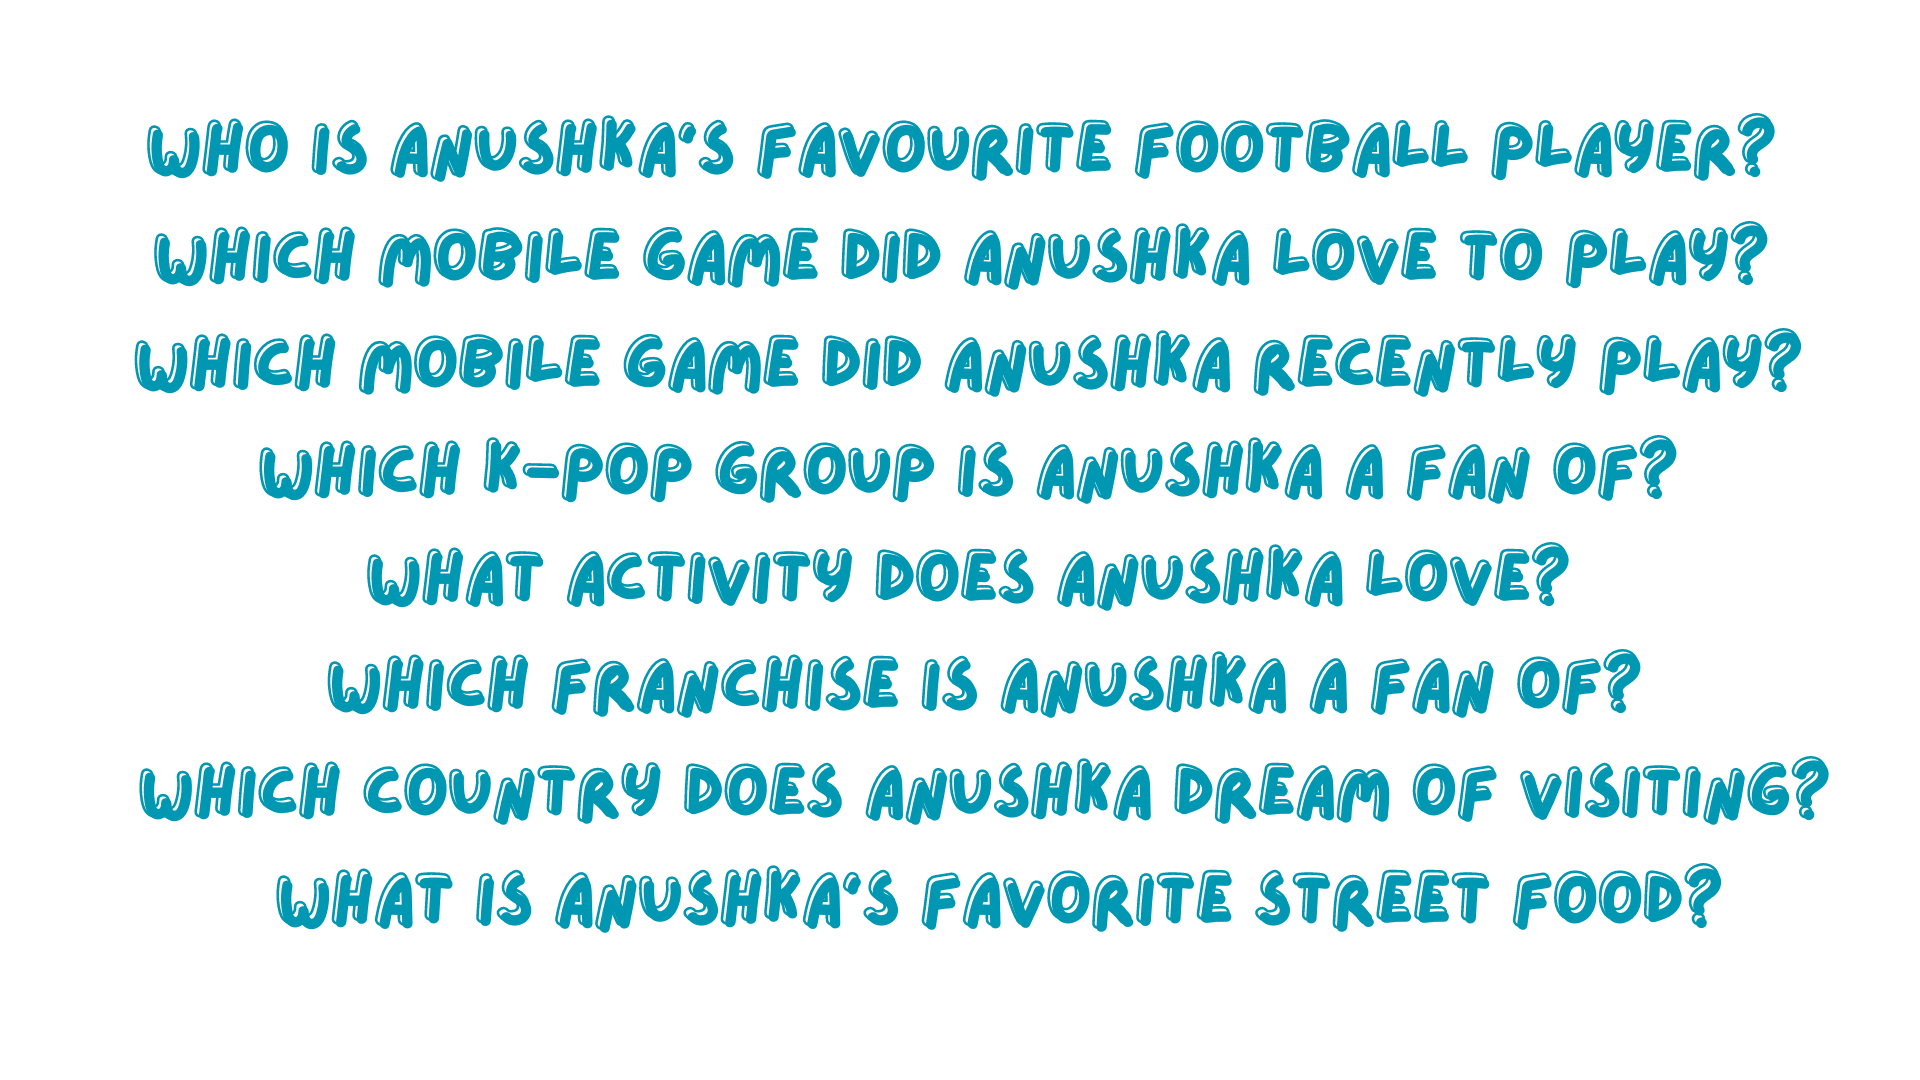 WHO IS ANUSHKA'S FAVOURITE FOOTBALL PLAYER?
WHICH MOBILE GAME DID ANUSHKA LOVE TO PLAY?
WHICH MOBILE GAME DID ANUSHKA RECENTLY PLAY?
WHICH K-POP GROUP IS ANUSHKA A FAN OF?
WHAT ACTIVITY DOES ANUSHKA LOVE?
WHICH FRANCHISE IS ANUSHKA A FAN OF?
WHICH COUNTRY DOES ANUSHKA DREAM OF VISITING?
WHAT IS ANUSHKA'S FAVORITE STREET FOOD?